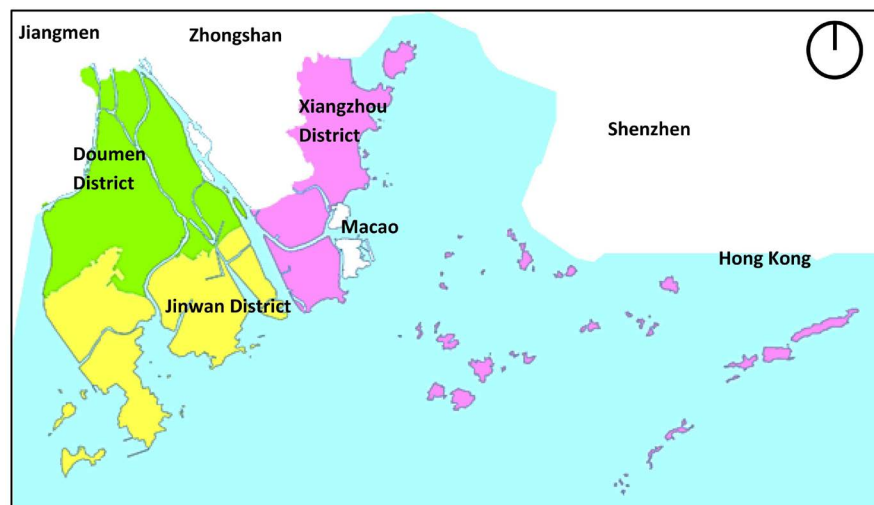 Jiangmen
Zhongshan
Xiangzhou
District
Shenzhen
Doumen
District
Macao
Hong Kong
Jinwan District